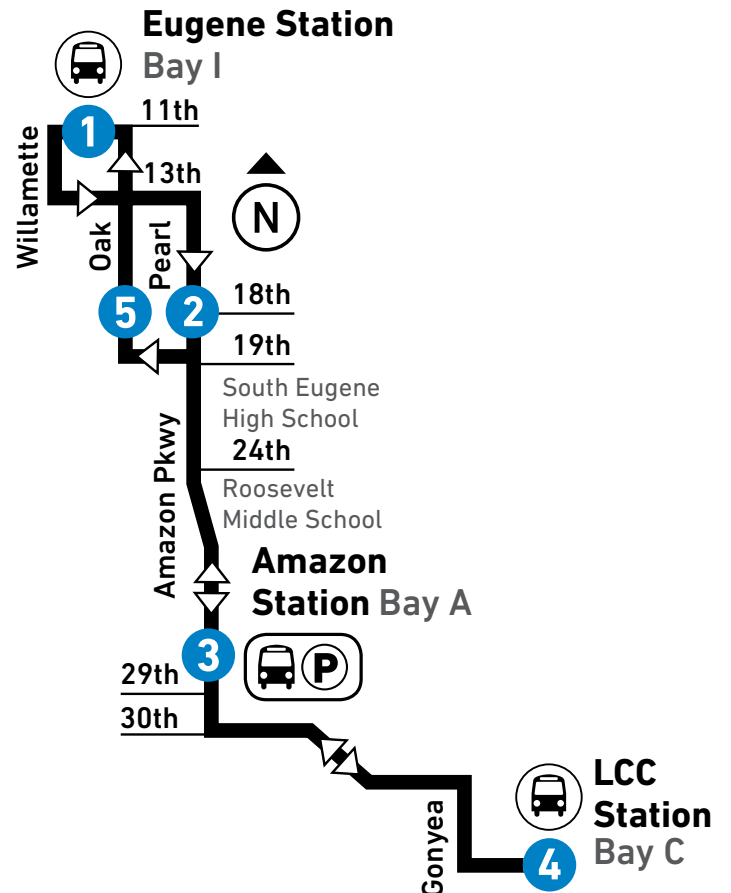 Eugene Station
Bay I
1
11th
Willamette
13th
N
Oak
Pearl
5
2
18th
19th
South Eugene
High School
24th
Roosevelt
Middle School
Amazon Pkwy
Amazon
Station Bay A
3
P
29th
30th
LCC
Station
Bay C
Gonyea
4